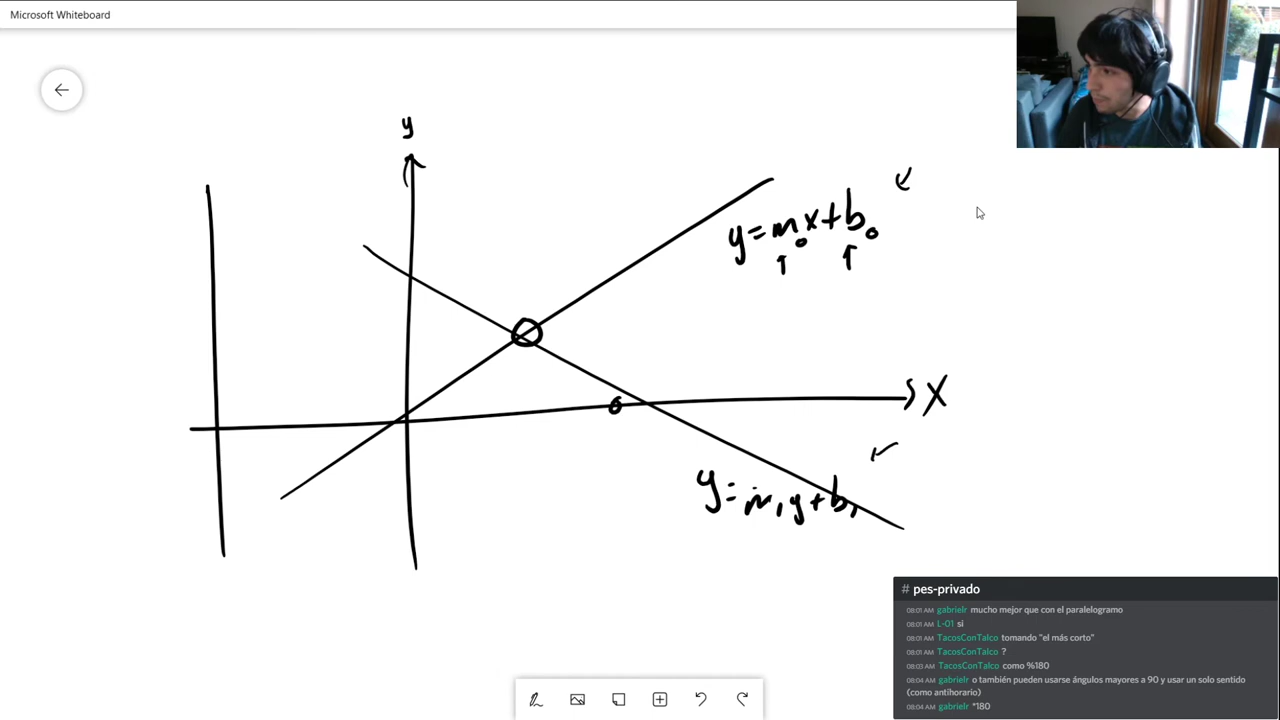 Microsoft Whiteboard
y
y=m₀x+b₀
X
y=m₁y+b₁
# pes-privado
08:01 AM gabrielr mucho mejor que con el paralelogramo
08:01 AM L-01 si
08:01 AM TacosConTalco tomando "el más corto"
08:01 AM TacosConTalco ?
08:03 AM TacosConTalco como %180
08:04 AM gabrielr o también pueden usarse ángulos mayores a 90 y usar un solo sentido
(como antihorario)
08:04 AM gabrielr *180